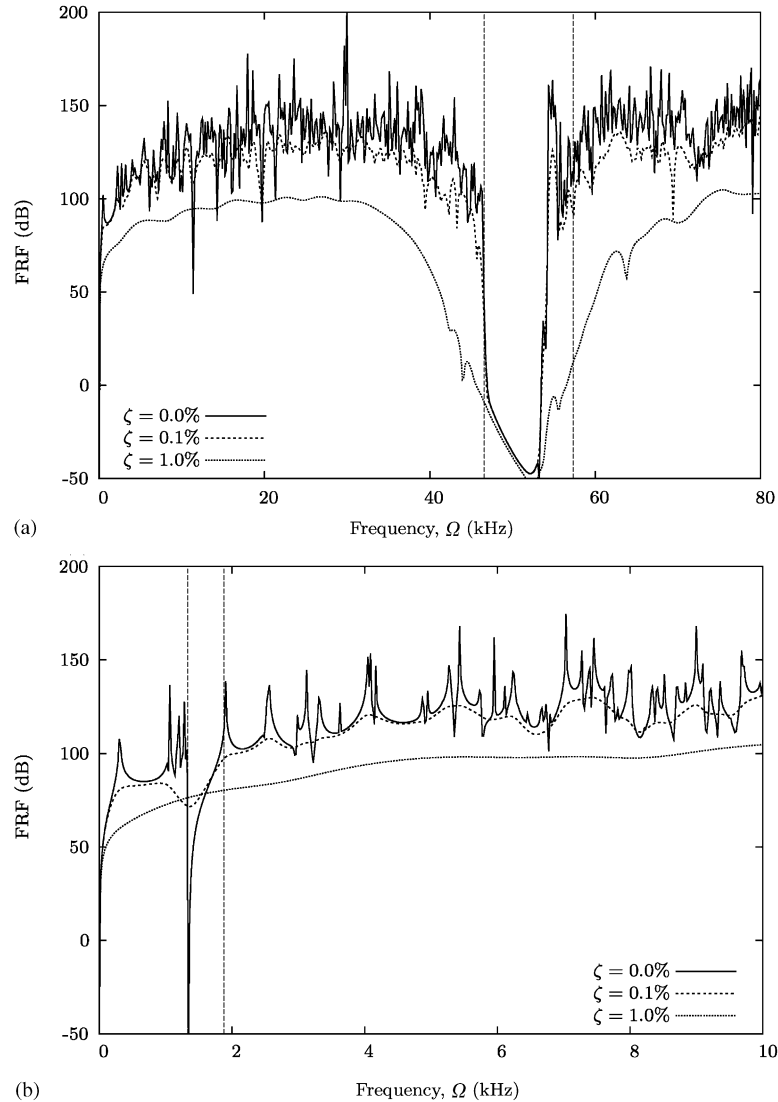 200
150
100
50
0
-50
FRF (dB)
ζ = 0.0%
ζ = 0.1%
ζ = 1.0%
0 20 40 60 80
(a) Frequency, Ω (kHz)
200
150
100
50
0
-50
FRF (dB)
ζ = 0.0%
ζ = 0.1%
ζ = 1.0%
0 2 4 6 8 10
(b) Frequency, Ω (kHz)